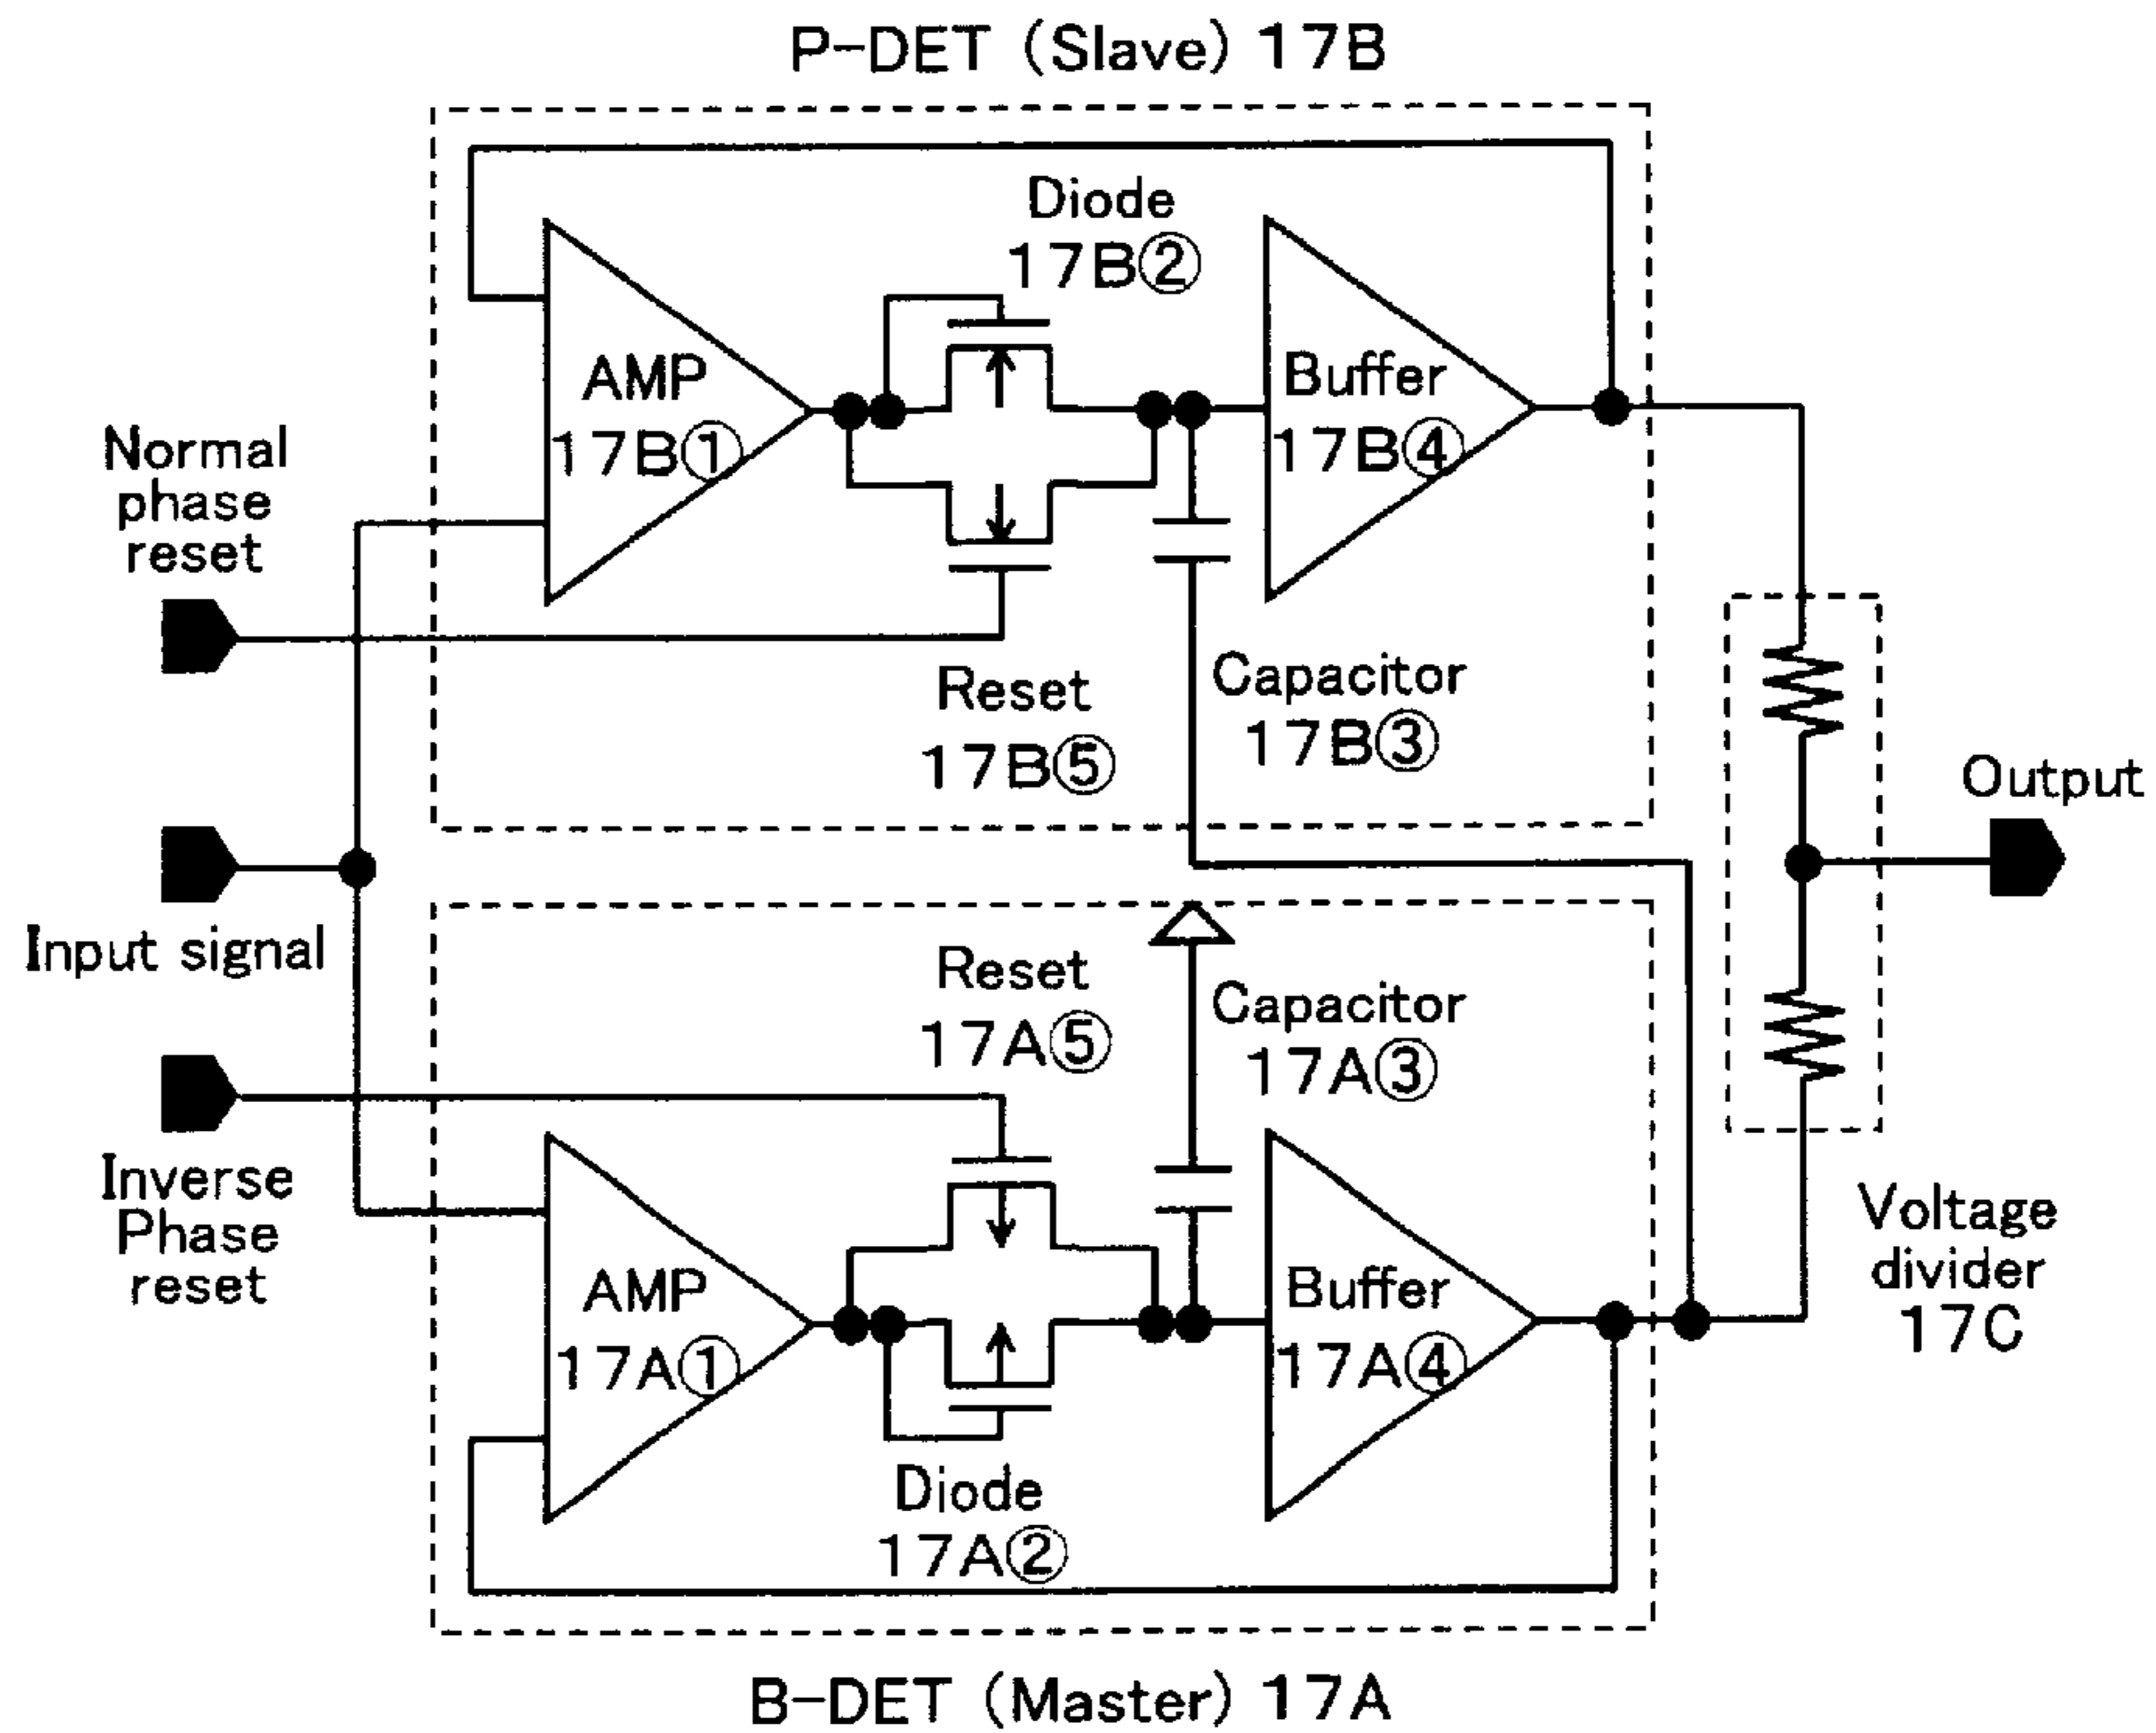 P-DET (Slave) 17B
Diode
17B②
AMP
17B①
Buffer
17B④
Normal
phase
reset
Reset
17B⑤
Capacitor
17B③
Output
Input signal
Reset
17A⑤
Capacitor
17A③
Inverse
Phase
reset
AMP
17A①
Buffer
17A④
Voltage
divider
17C
Diode
17A②
B-DET (Master) 17A